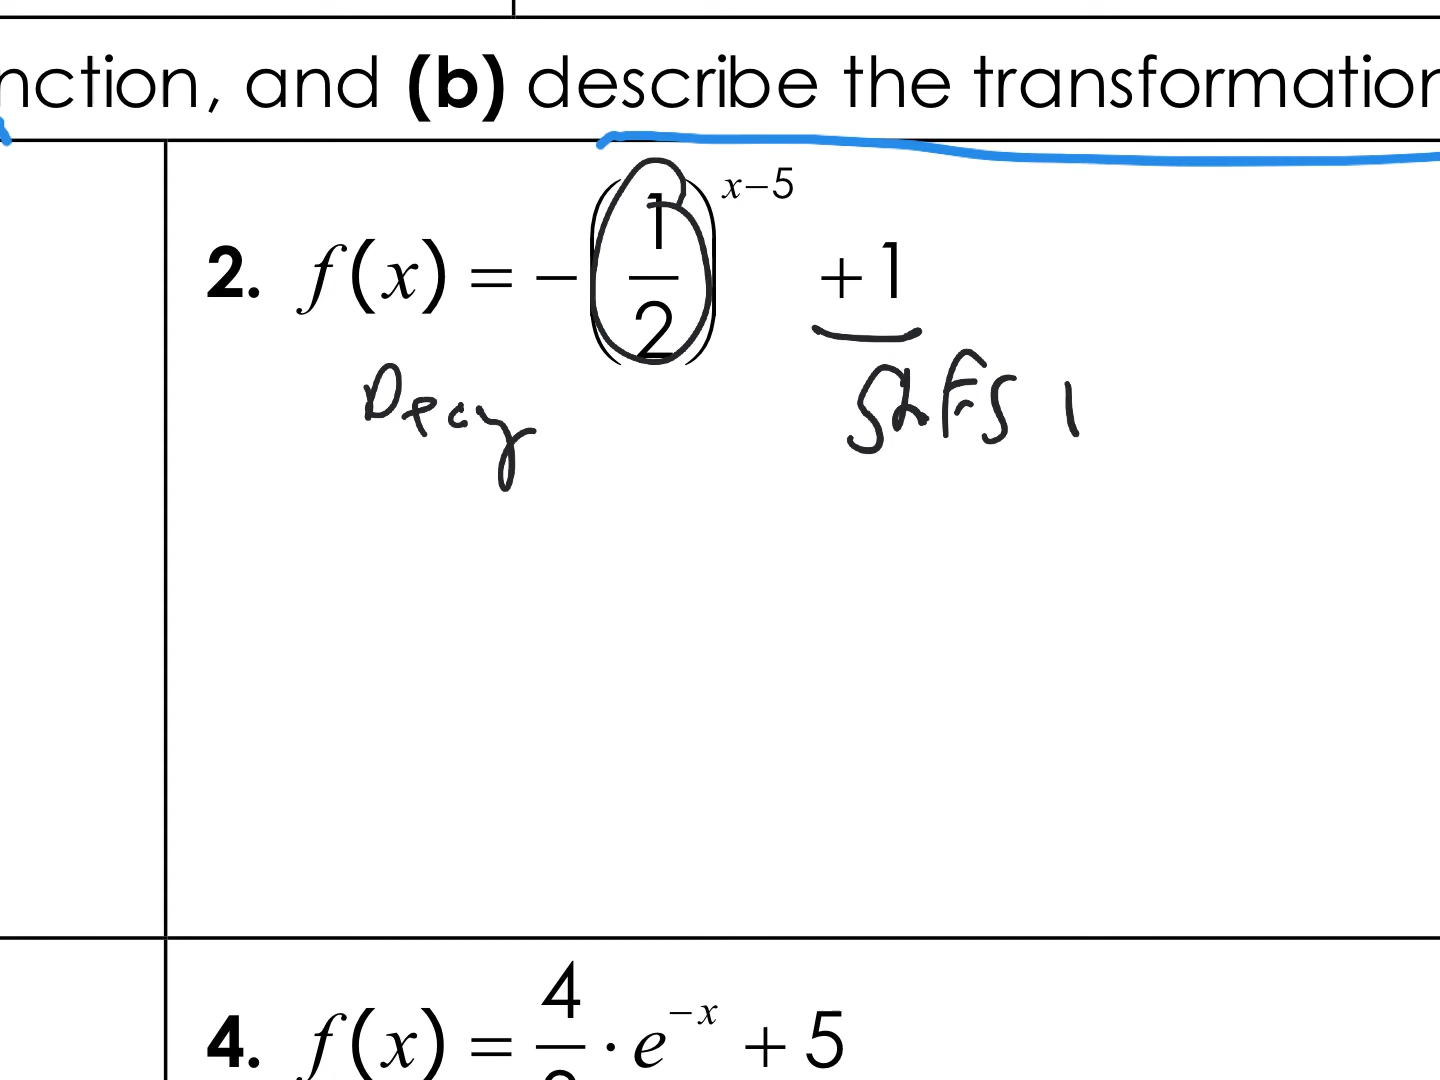 nction, and (b) describe the transformation
2. f(x) = -(1/2)^{x-5} + 1
Decay
Shifts 1
4. f(x) = 4/ · e^{-x} + 5